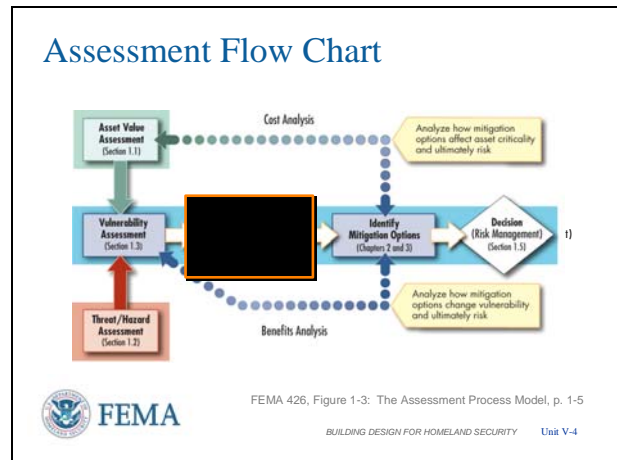 Assessment Flow Chart
Cost Analysis
Asset Value
Assessment
(Section 1.1)
Analyze how mitigation
options affect asset criticality
and ultimately risk
Vulnerability
Assessment
(Section 1.3)
Identify
Mitigation Options
(Chapters 2 and 3)
Decision
(Risk Management)
(Section 1.5)
t)
Threat/Hazard
Assessment
(Section 1.2)
Benefits Analysis
Analyze how mitigation
options change vulnerability
and ultimately risk
FEMA
FEMA 426, Figure 1-3: The Assessment Process Model, p. 1-5
BUILDING DESIGN FOR HOMELAND SECURITY Unit V-4